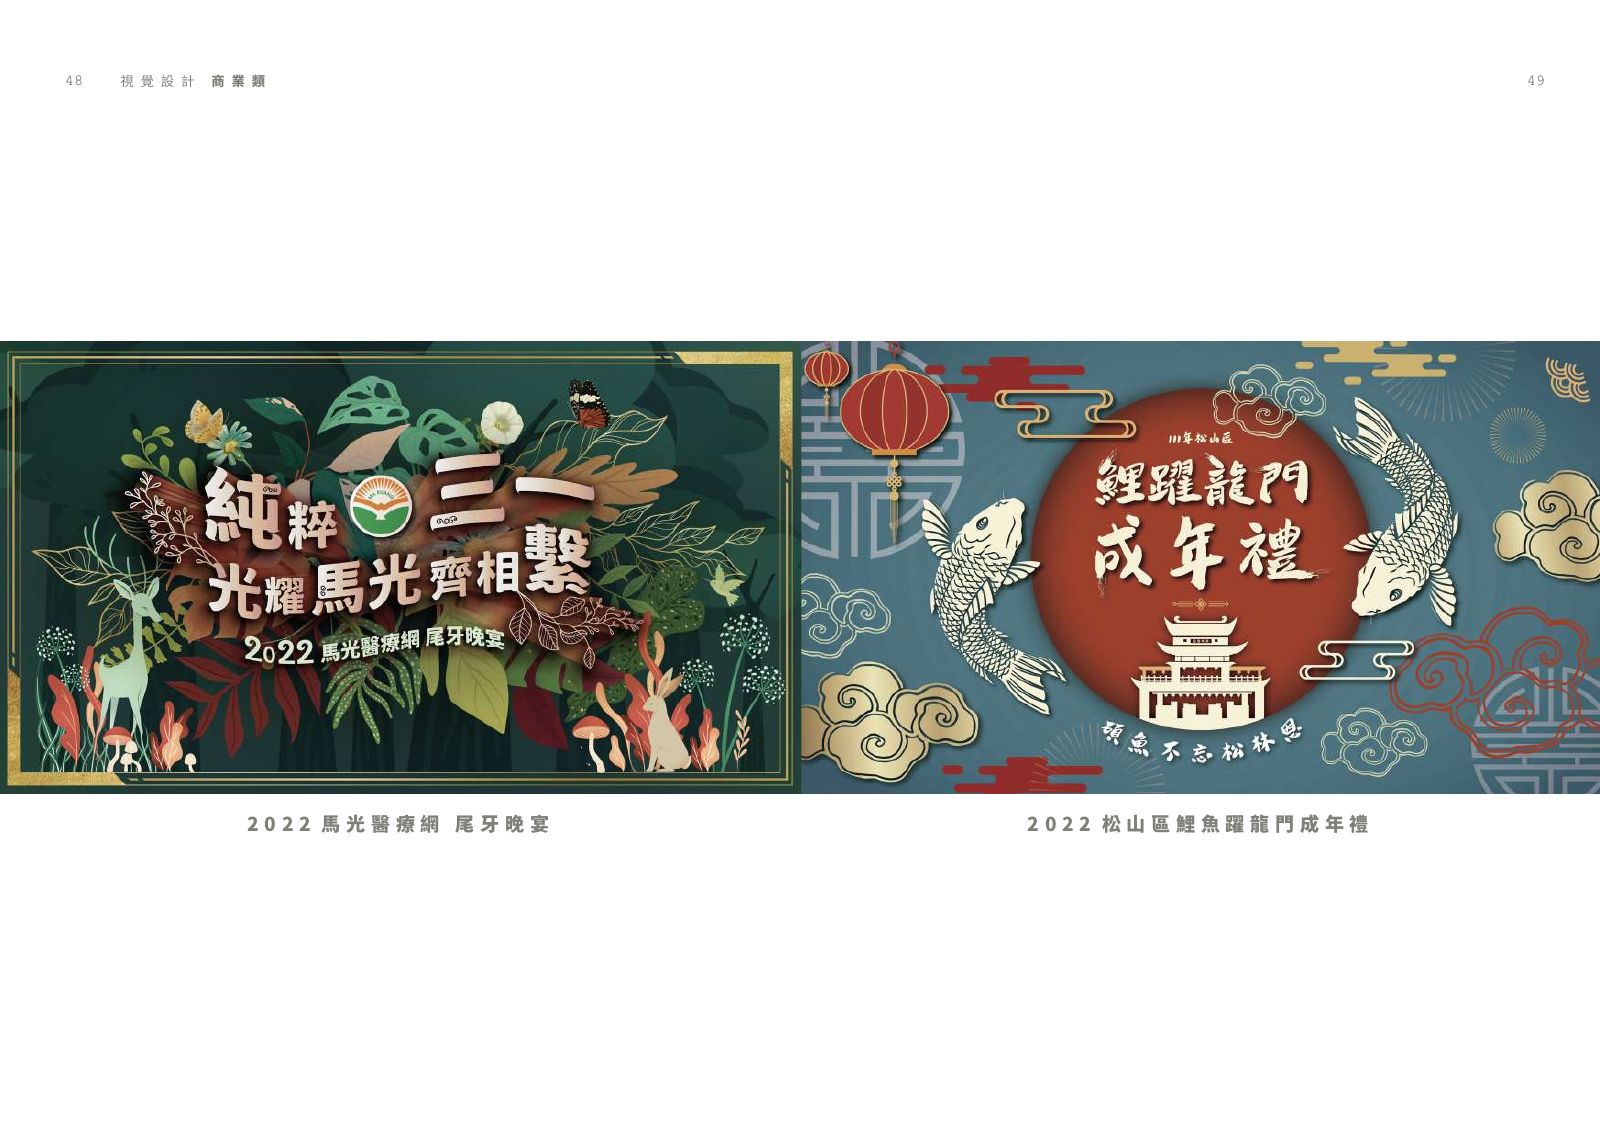 48 視覺設計 商業類
49
純粹 三一
光耀馬光齊相繫
2022 馬光醫療網 尾牙晚宴
111年松山區
鯉躍龍門
成年禮
頭魚不忘松林恩
2022 馬光醫療網 尾牙晚宴
2022 松山區鯉魚躍龍門成年禮